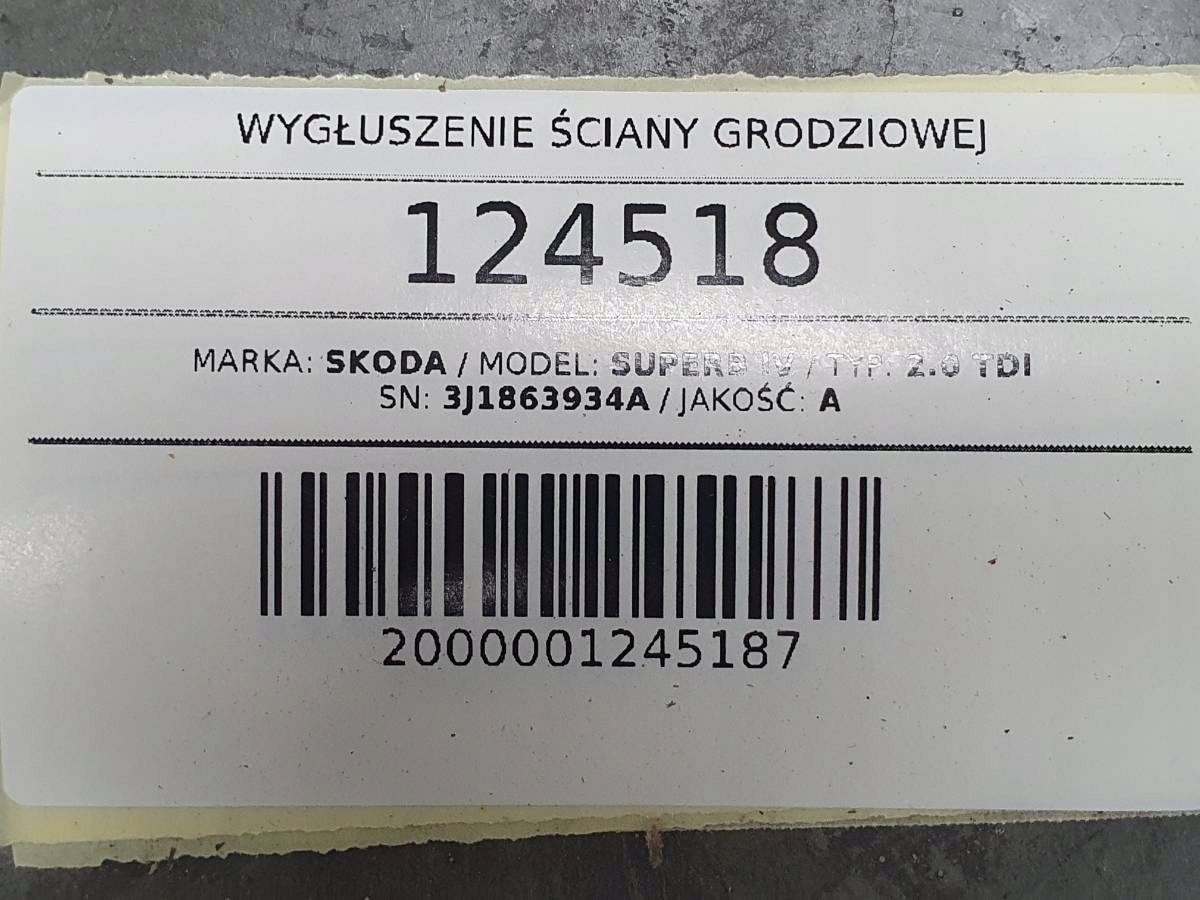 WYGŁUSZENIE ŚCIANY GRODZIOWEJ
124518
MARKA: SKODA / MODEL: SUPERB IV / TYP: 2.0 TDI
SN: 3J1863934A / JAKOŚĆ: A
2000001245187